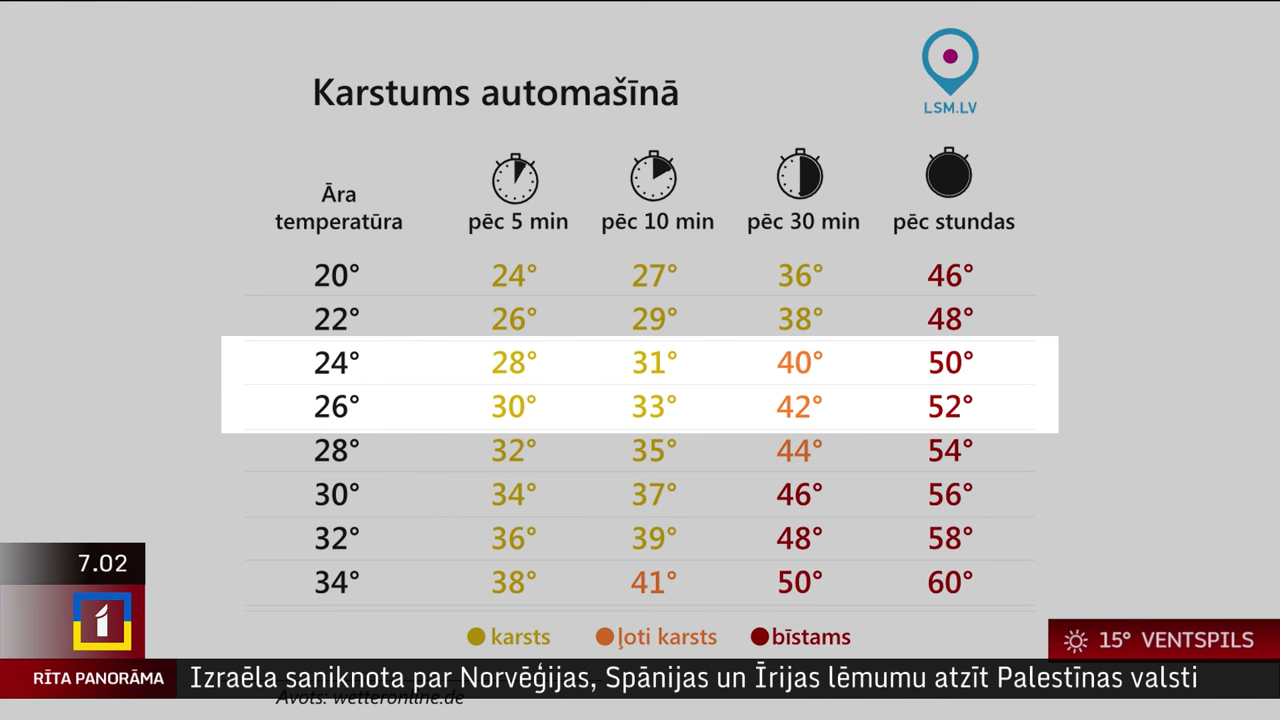 LSM.LV
Karstums automašīnā
Āra temperatūra pēc 5 min pēc 10 min pēc 30 min pēc stundas
20° 24° 27° 36° 46°
22° 26° 29° 38° 48°
24° 28° 31° 40° 50°
26° 30° 33° 42° 52°
28° 32° 35° 44° 54°
30° 34° 37° 46° 56°
32° 36° 39° 48° 58°
34° 38° 41° 50° 60°
karsts ļoti karsts bīstams
7.02
1
15° VENTSPILS
RĪTA PANORĀMA Izraēla saniknota par Norvēģijas, Spānijas un Īrijas lēmumu atzīt Palestīnas valsti
Avots: wetteronline.de